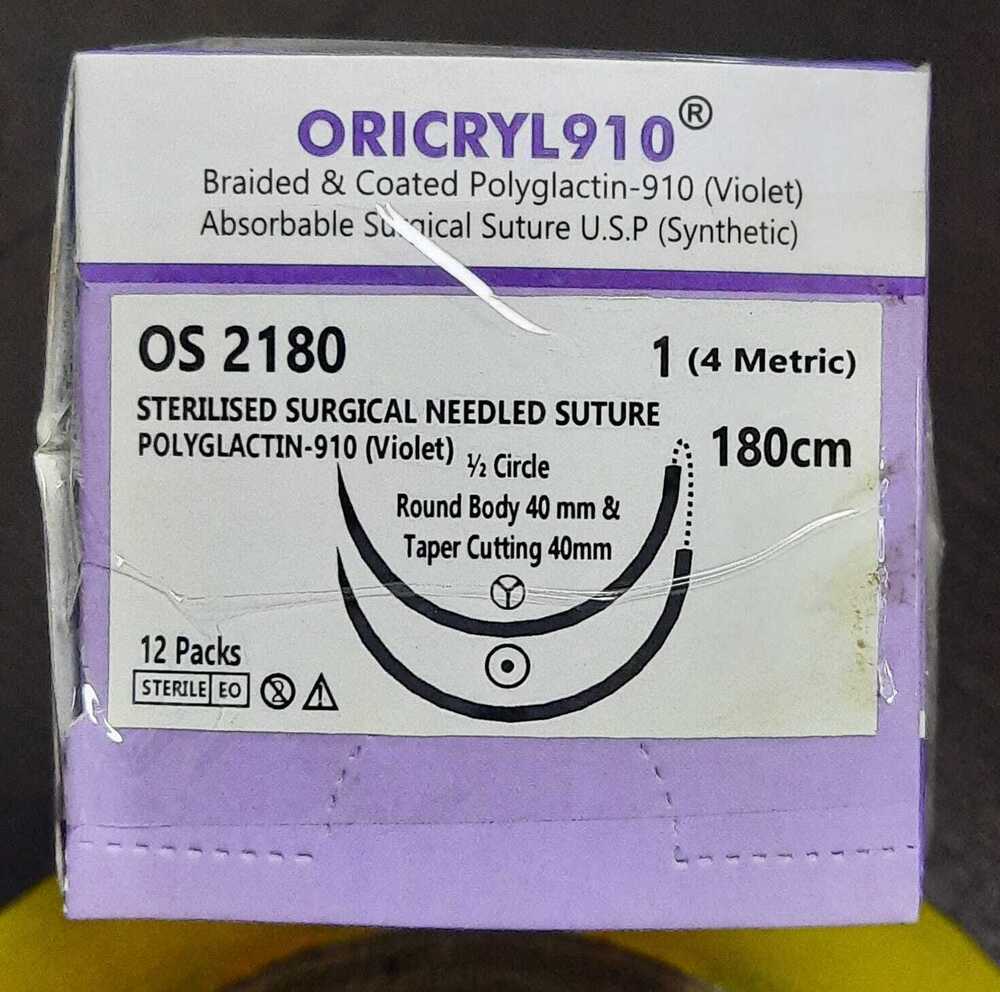 ORICRYL910®
Braided & Coated Polyglactin-910 (Violet)
Absorbable Surgical Suture U.S.P (Synthetic)
OS 2180
1 (4 Metric)
STERILISED SURGICAL NEEDLED SUTURE
POLYGLACTIN-910 (Violet)
180cm
½ Circle
Round Body 40 mm &
Taper Cutting 40mm
12 Packs
STERILE EO